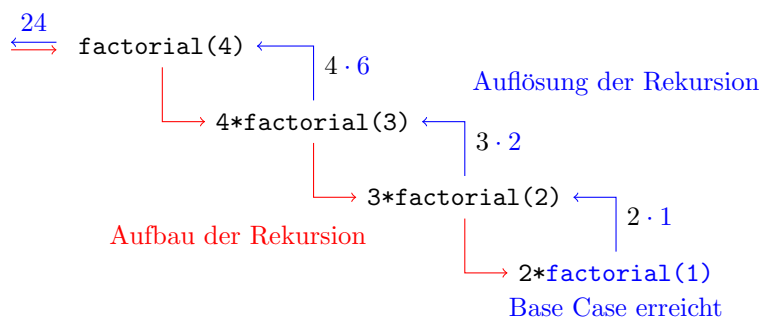 24
factorial(4)
4 · 6
Auflösung der Rekursion
4*factorial(3)
3 · 2
3*factorial(2)
2 · 1
Aufbau der Rekursion
2*factorial(1)
Base Case erreicht